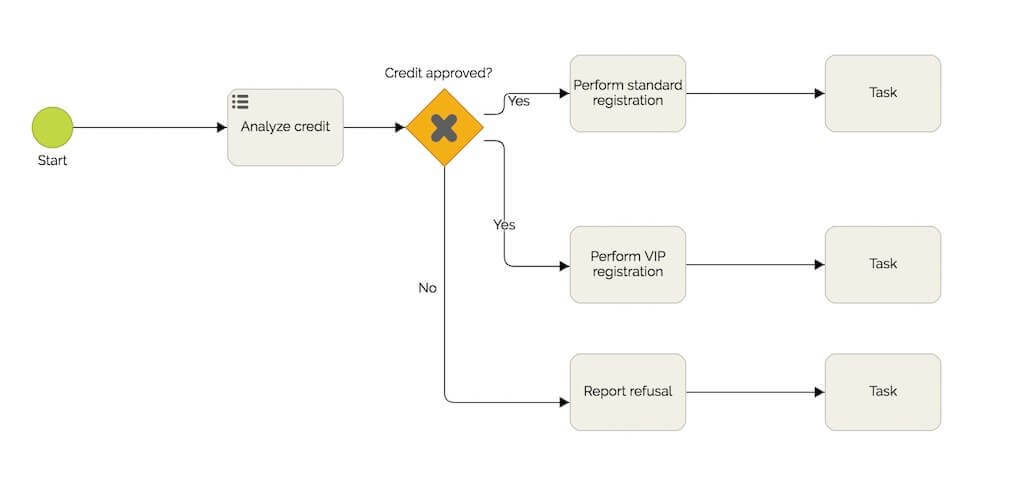 Credit approved?
Perform standard
registration
Task
Yes
Analyze credit
Start
Yes
Perform VIP
registration
Task
No
Report refusal
Task